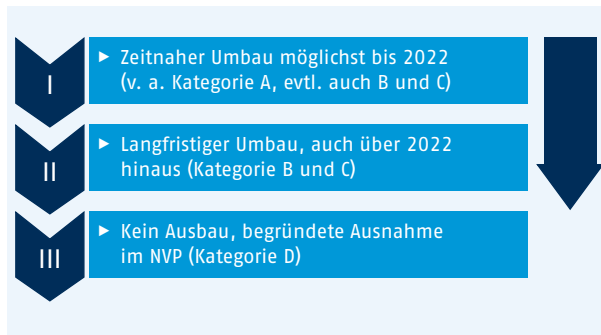 I
▶ Zeitnaher Umbau möglichst bis 2022
(v. a. Kategorie A, evtl. auch B und C)
II
▶ Langfristiger Umbau, auch über 2022
hinaus (Kategorie B und C)
III
▶ Kein Ausbau, begründete Ausnahme
im NVP (Kategorie D)